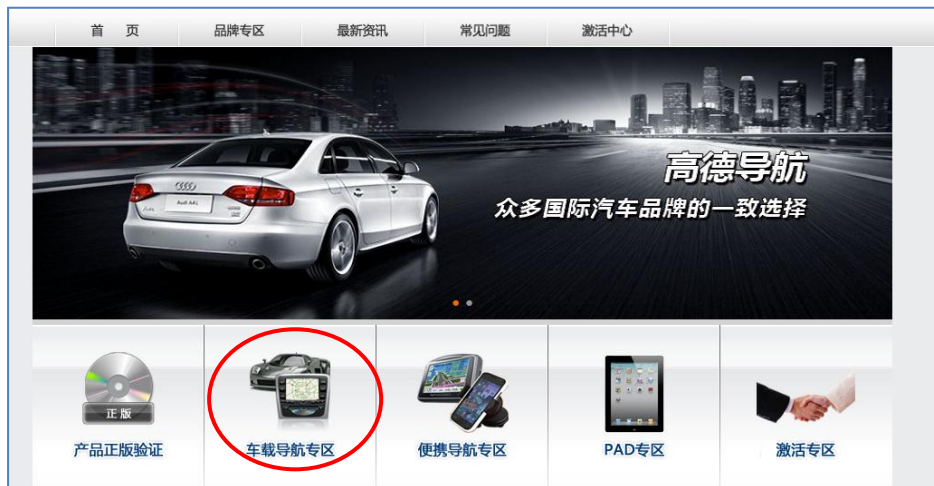 首 页 品牌专区 最新资讯 常见问题 激活中心
高德导航
众多国际汽车品牌的一致选择
Audi A4L
正版
产品正版验证 车载导航专区 便携导航专区 PAD专区 激活专区